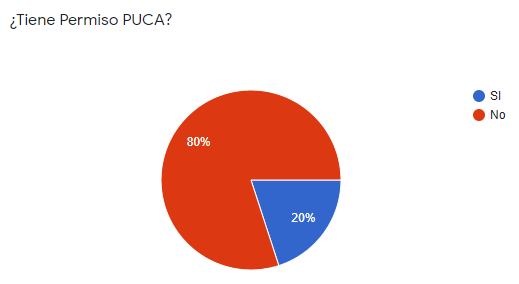 ¿Tiene Permiso PUCA?
SI
No
80%
20%